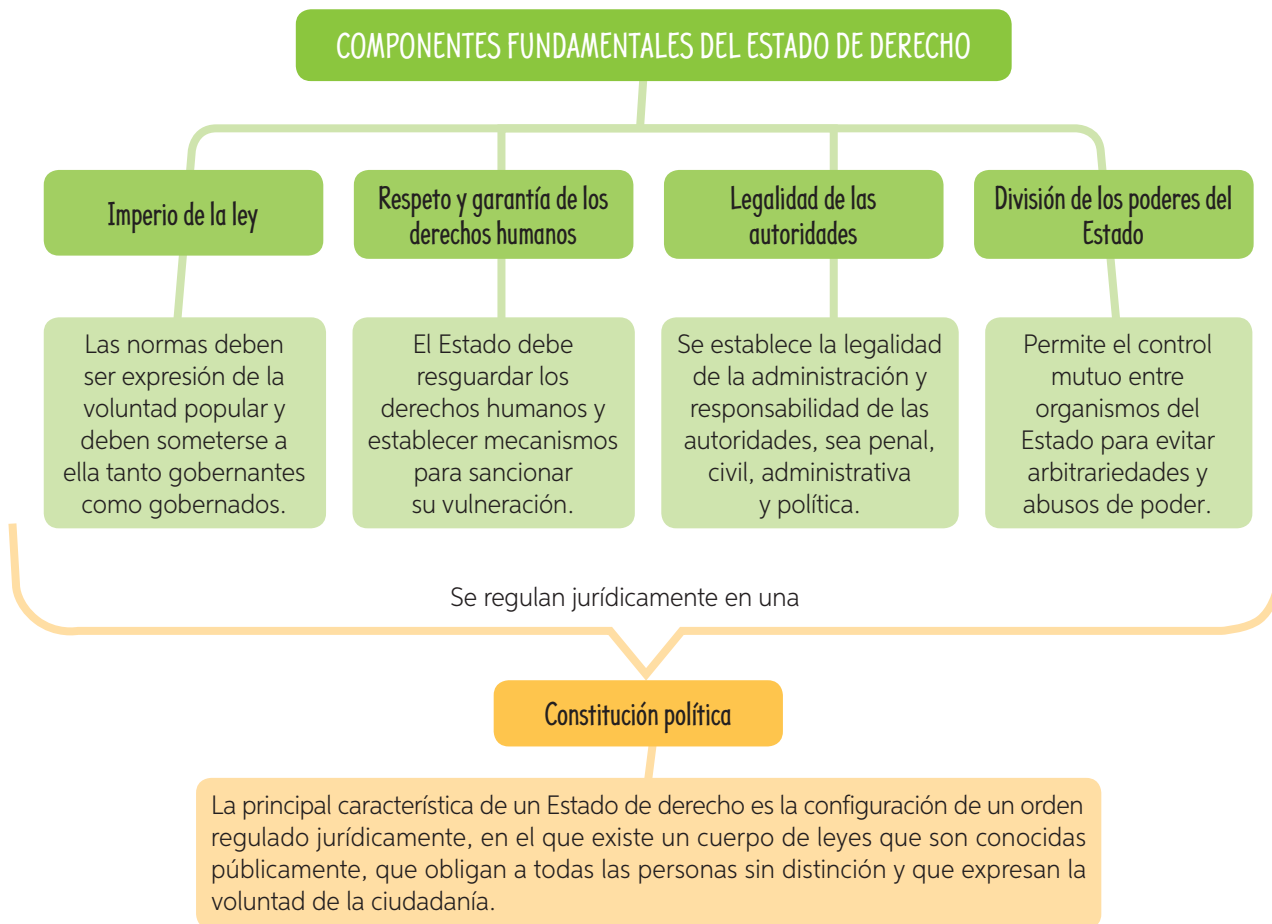 COMPONENTES FUNDAMENTALES DEL ESTADO DE DERECHO
Imperio de la ley
Las normas deben
ser expresión de la
voluntad popular y
deben someterse a
ella tanto gobernantes
como gobernados.
Respeto y garantía de los
derechos humanos
El Estado debe
resguardar los
derechos humanos y
establecer mecanismos
para sancionar
su vulneración.
Legalidad de las
autoridades
Se establece la legalidad
de la administración y
responsabilidad de las
autoridades, sea penal,
civil, administrativa
y política.
División de los poderes del
Estado
Permite el control
mutuo entre
organismos del
Estado para evitar
arbitrariedades y
abusos de poder.
Se regulan jurídicamente en una
Constitución política
La principal característica de un Estado de derecho es la configuración de un orden
regulado jurídicamente, en el que existe un cuerpo de leyes que son conocidas
públicamente, que obligan a todas las personas sin distinción y que expresan la
voluntad de la ciudadanía.